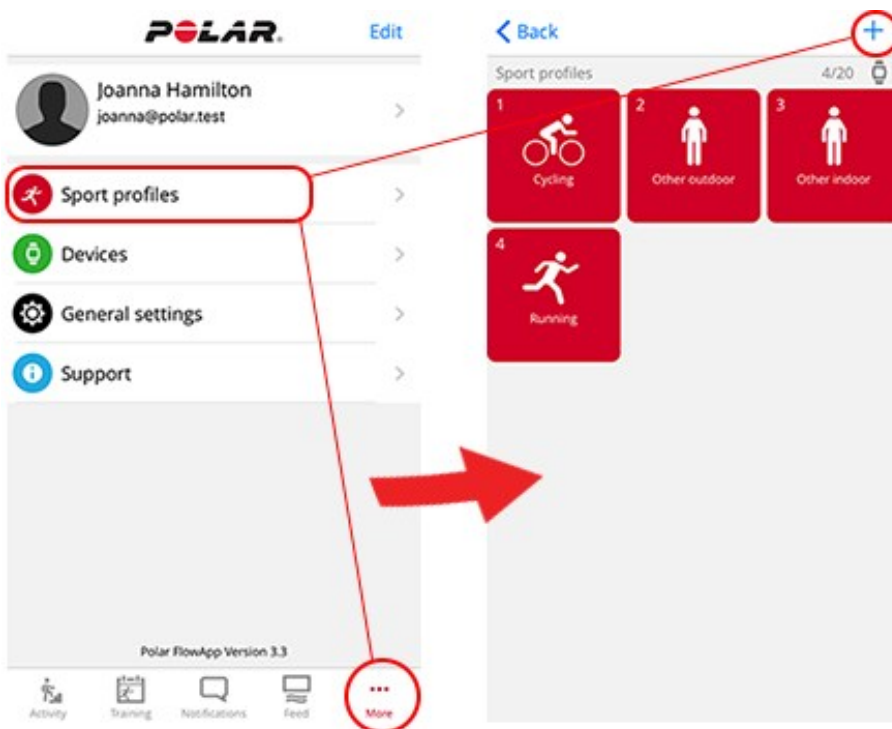 POLAR.
Edit
Joanna Hamilton
joanna@polar.test
Sport profiles
Devices
General settings
Support
Polar FlowApp Version 3.3
Activity
Training
Notifications
Feed
More
Back
+
Sport profiles
4/20
1
Cycling
2
Other outdoor
3
Other indoor
4
Running